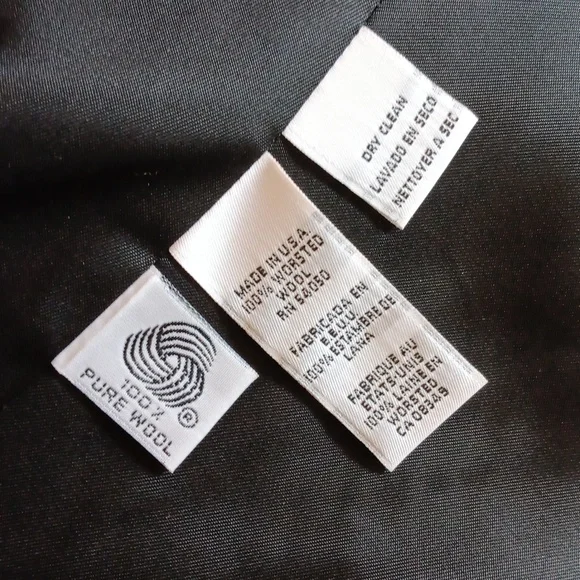 DRY CLEAN
LAVADO EN SECO
NETTOYER A SEC
MADE IN U.S.A
100% WORSTED
WOOL
RN 54050
FABRICADA EN
E.E.U.U.
100% ISTEMBRE DE
LANA
FABRIQUE AU
ETATS-UNIS
100% LAINE EN
WORSTED
CA 08349
100%
PURE WOOL
®